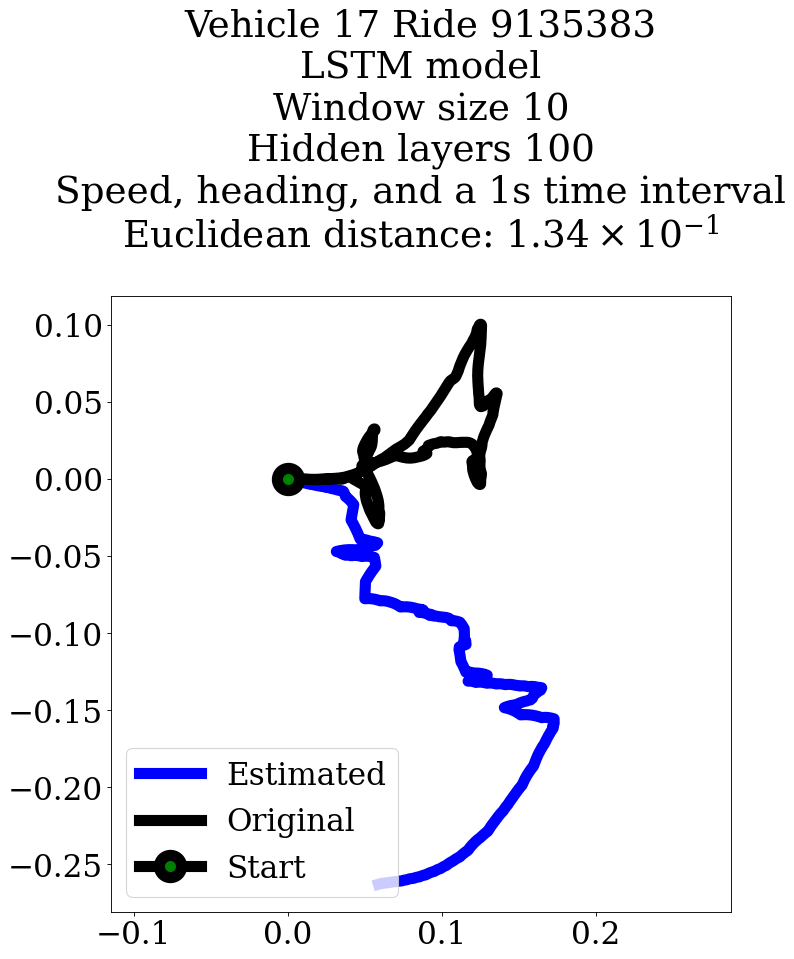 Vehicle 17 Ride 9135383
LSTM model
Window size 10
Hidden layers 100
Speed, heading, and a 1s time interval
Euclidean distance: 1.34 × 10⁻¹
0.10
0.05
0.00
−0.05
−0.10
−0.15
−0.20
−0.25
Estimated
Original
Start
−0.1
0.0
0.1
0.2